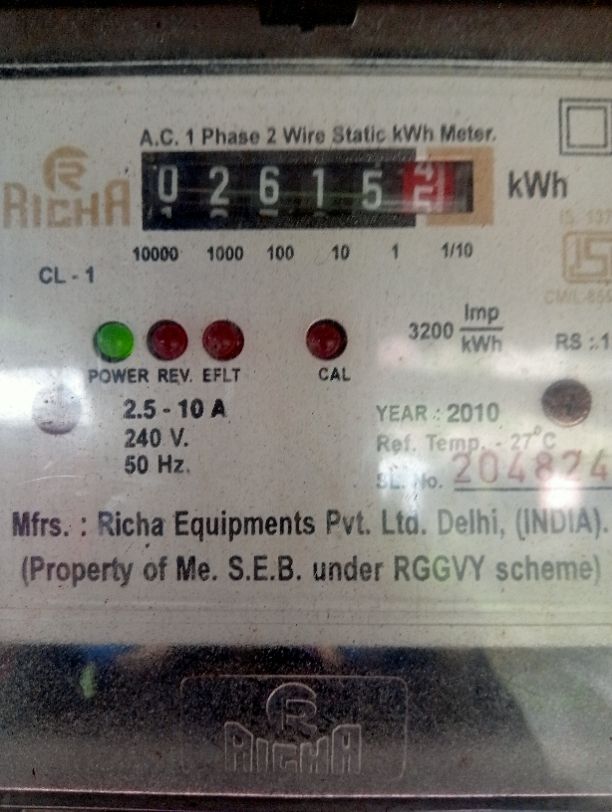 A.C. 1 Phase 2 Wire Static kWh Meter.
RICHA
0 2 6 1 5
kWh
10000 1000 100 10 1 1/10
CL - 1
3200 Imp/kWh
RS :.1
POWER REV. EFLT CAL
2.5 - 10 A
240 V.
50 Hz.
YEAR : 2010
Ref. Temp. - 27°C
SL. No. 204824
Mfrs. : Richa Equipments Pvt. Ltd. Delhi, (INDIA).
(Property of Me. S.E.B. under RGGVY scheme)
RICHA